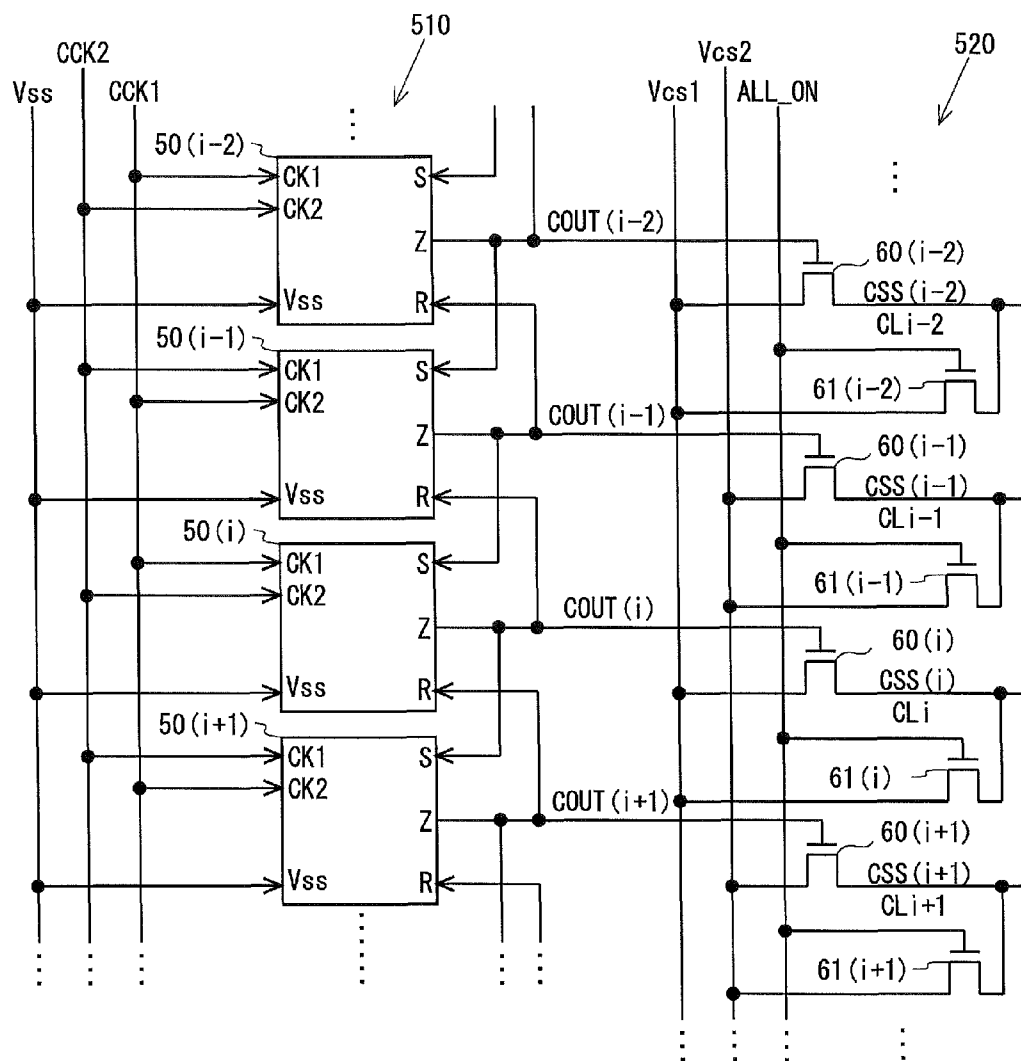 510
520
CCK2
Vss
CCK1
Vcs2
Vcs1
ALL_ON
50(i-2)
CK1
S
CK2
Z
COUT(i-2)
60(i-2)
Vss
R
CSS(i-2)
CLi-2
50(i-1)
CK1
S
61(i-2)
CK2
Z
COUT(i-1)
60(i-1)
Vss
R
CSS(i-1)
CLi-1
50(i)
CK1
S
61(i-1)
CK2
Z
COUT(i)
60(i)
Vss
R
CSS(i)
CLi
50(i+1)
CK1
S
61(i)
CK2
Z
COUT(i+1)
60(i+1)
Vss
R
CSS(i+1)
CLi+1
61(i+1)